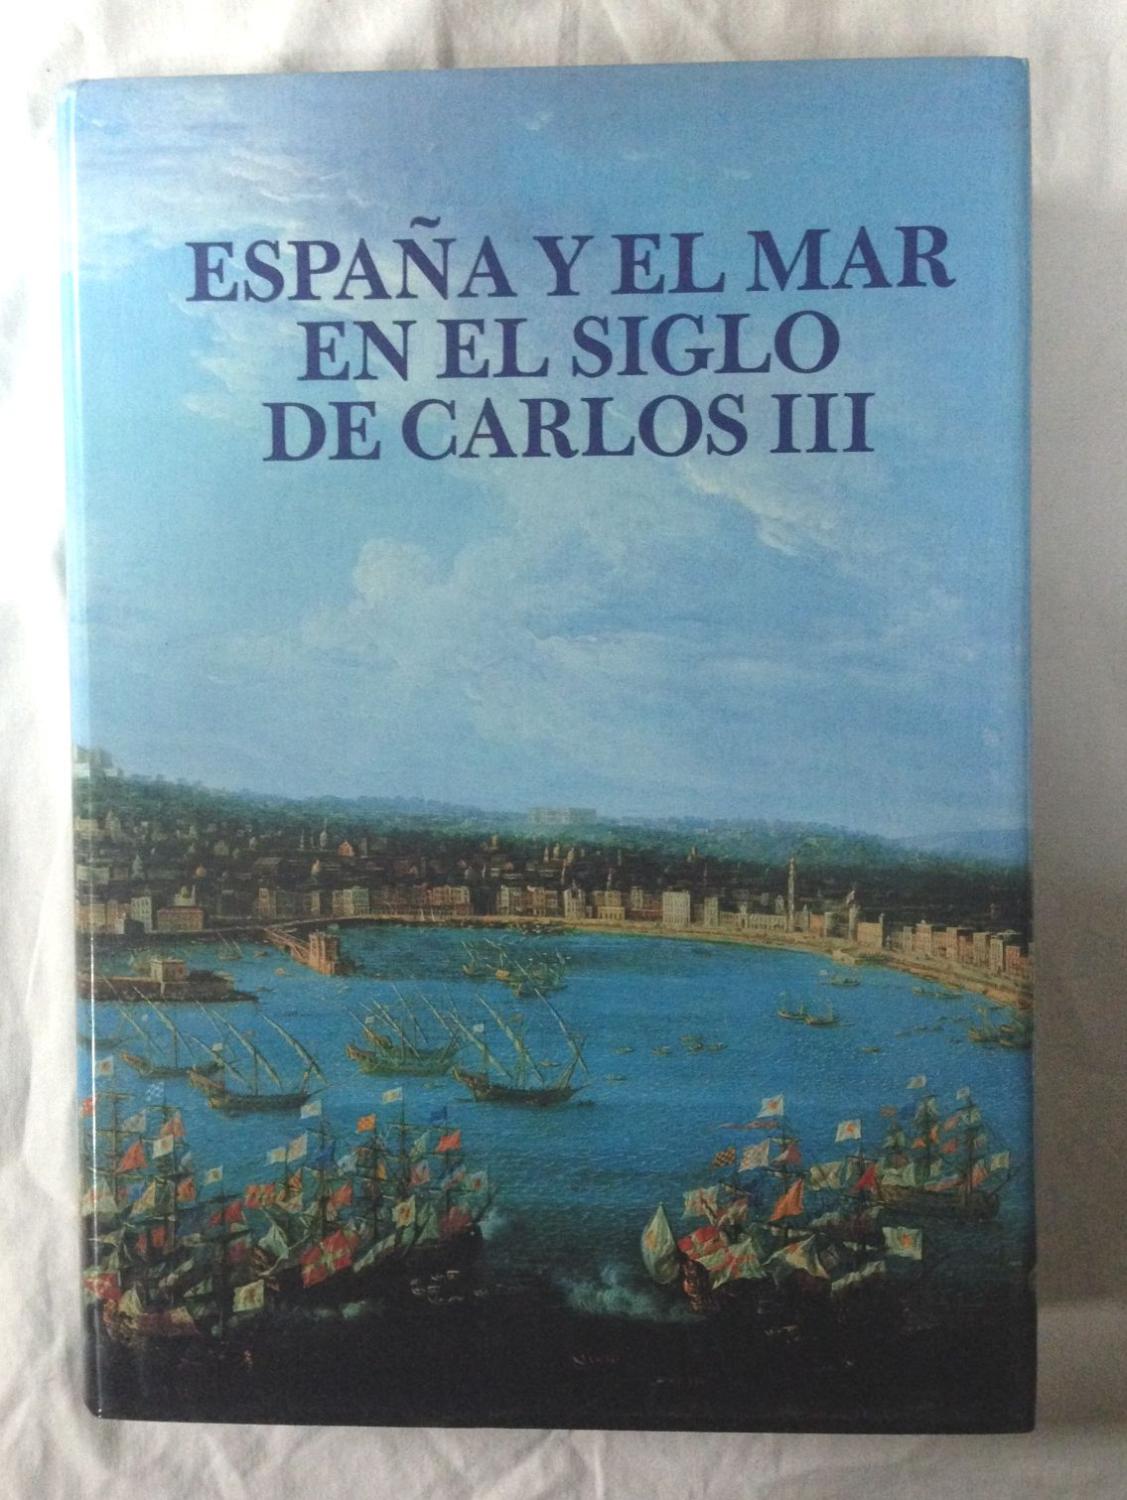 ESPAÑA Y EL MAR
EN EL SIGLO
DE CARLOS III